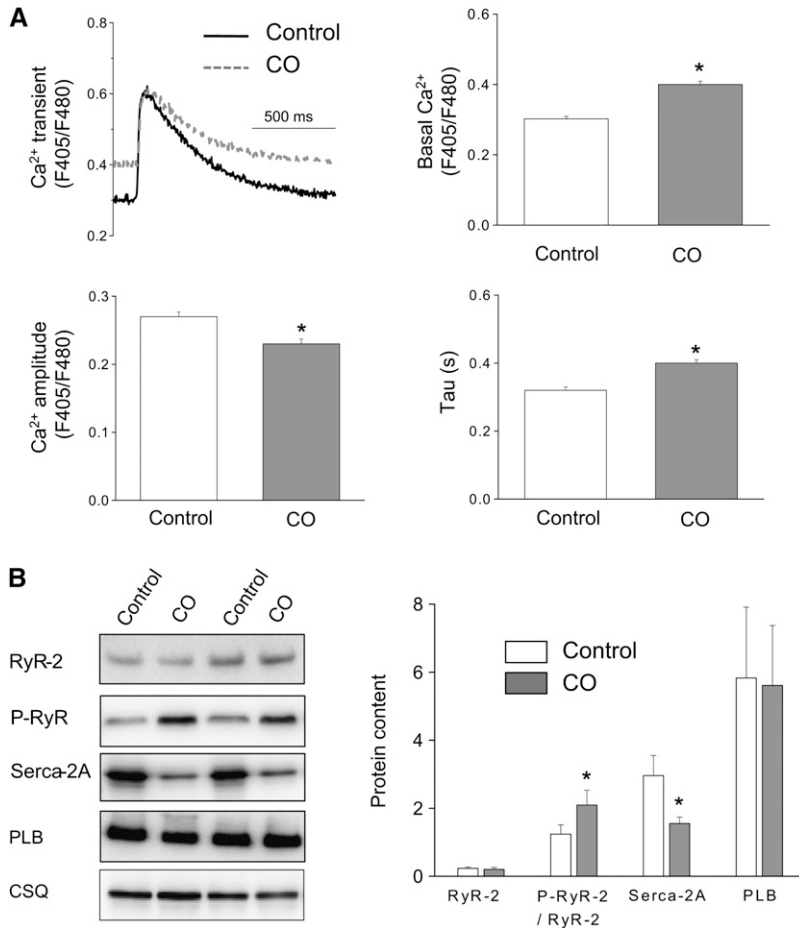 A
Ca²⁺ transient
(F405/F480)
0.8
0.6
0.4
0.2
Control
CO
500 ms
Basal Ca²⁺
(F405/F480)
0.6
0.4
0.2
0.0
*
Control
CO
Ca²⁺ amplitude
(F405/F480)
0.3
0.2
0.1
0.0
*
Control
CO
Tau (s)
0.6
0.4
0.2
0.0
*
Control
CO
B
Control
CO
Control
CO
RyR-2
P-RyR
Serca-2A
PLB
CSQ
Protein content
8
6
4
2
0
Control
CO
*
*
RyR-2
P-RyR-2
/ RyR-2
Serca-2A
PLB